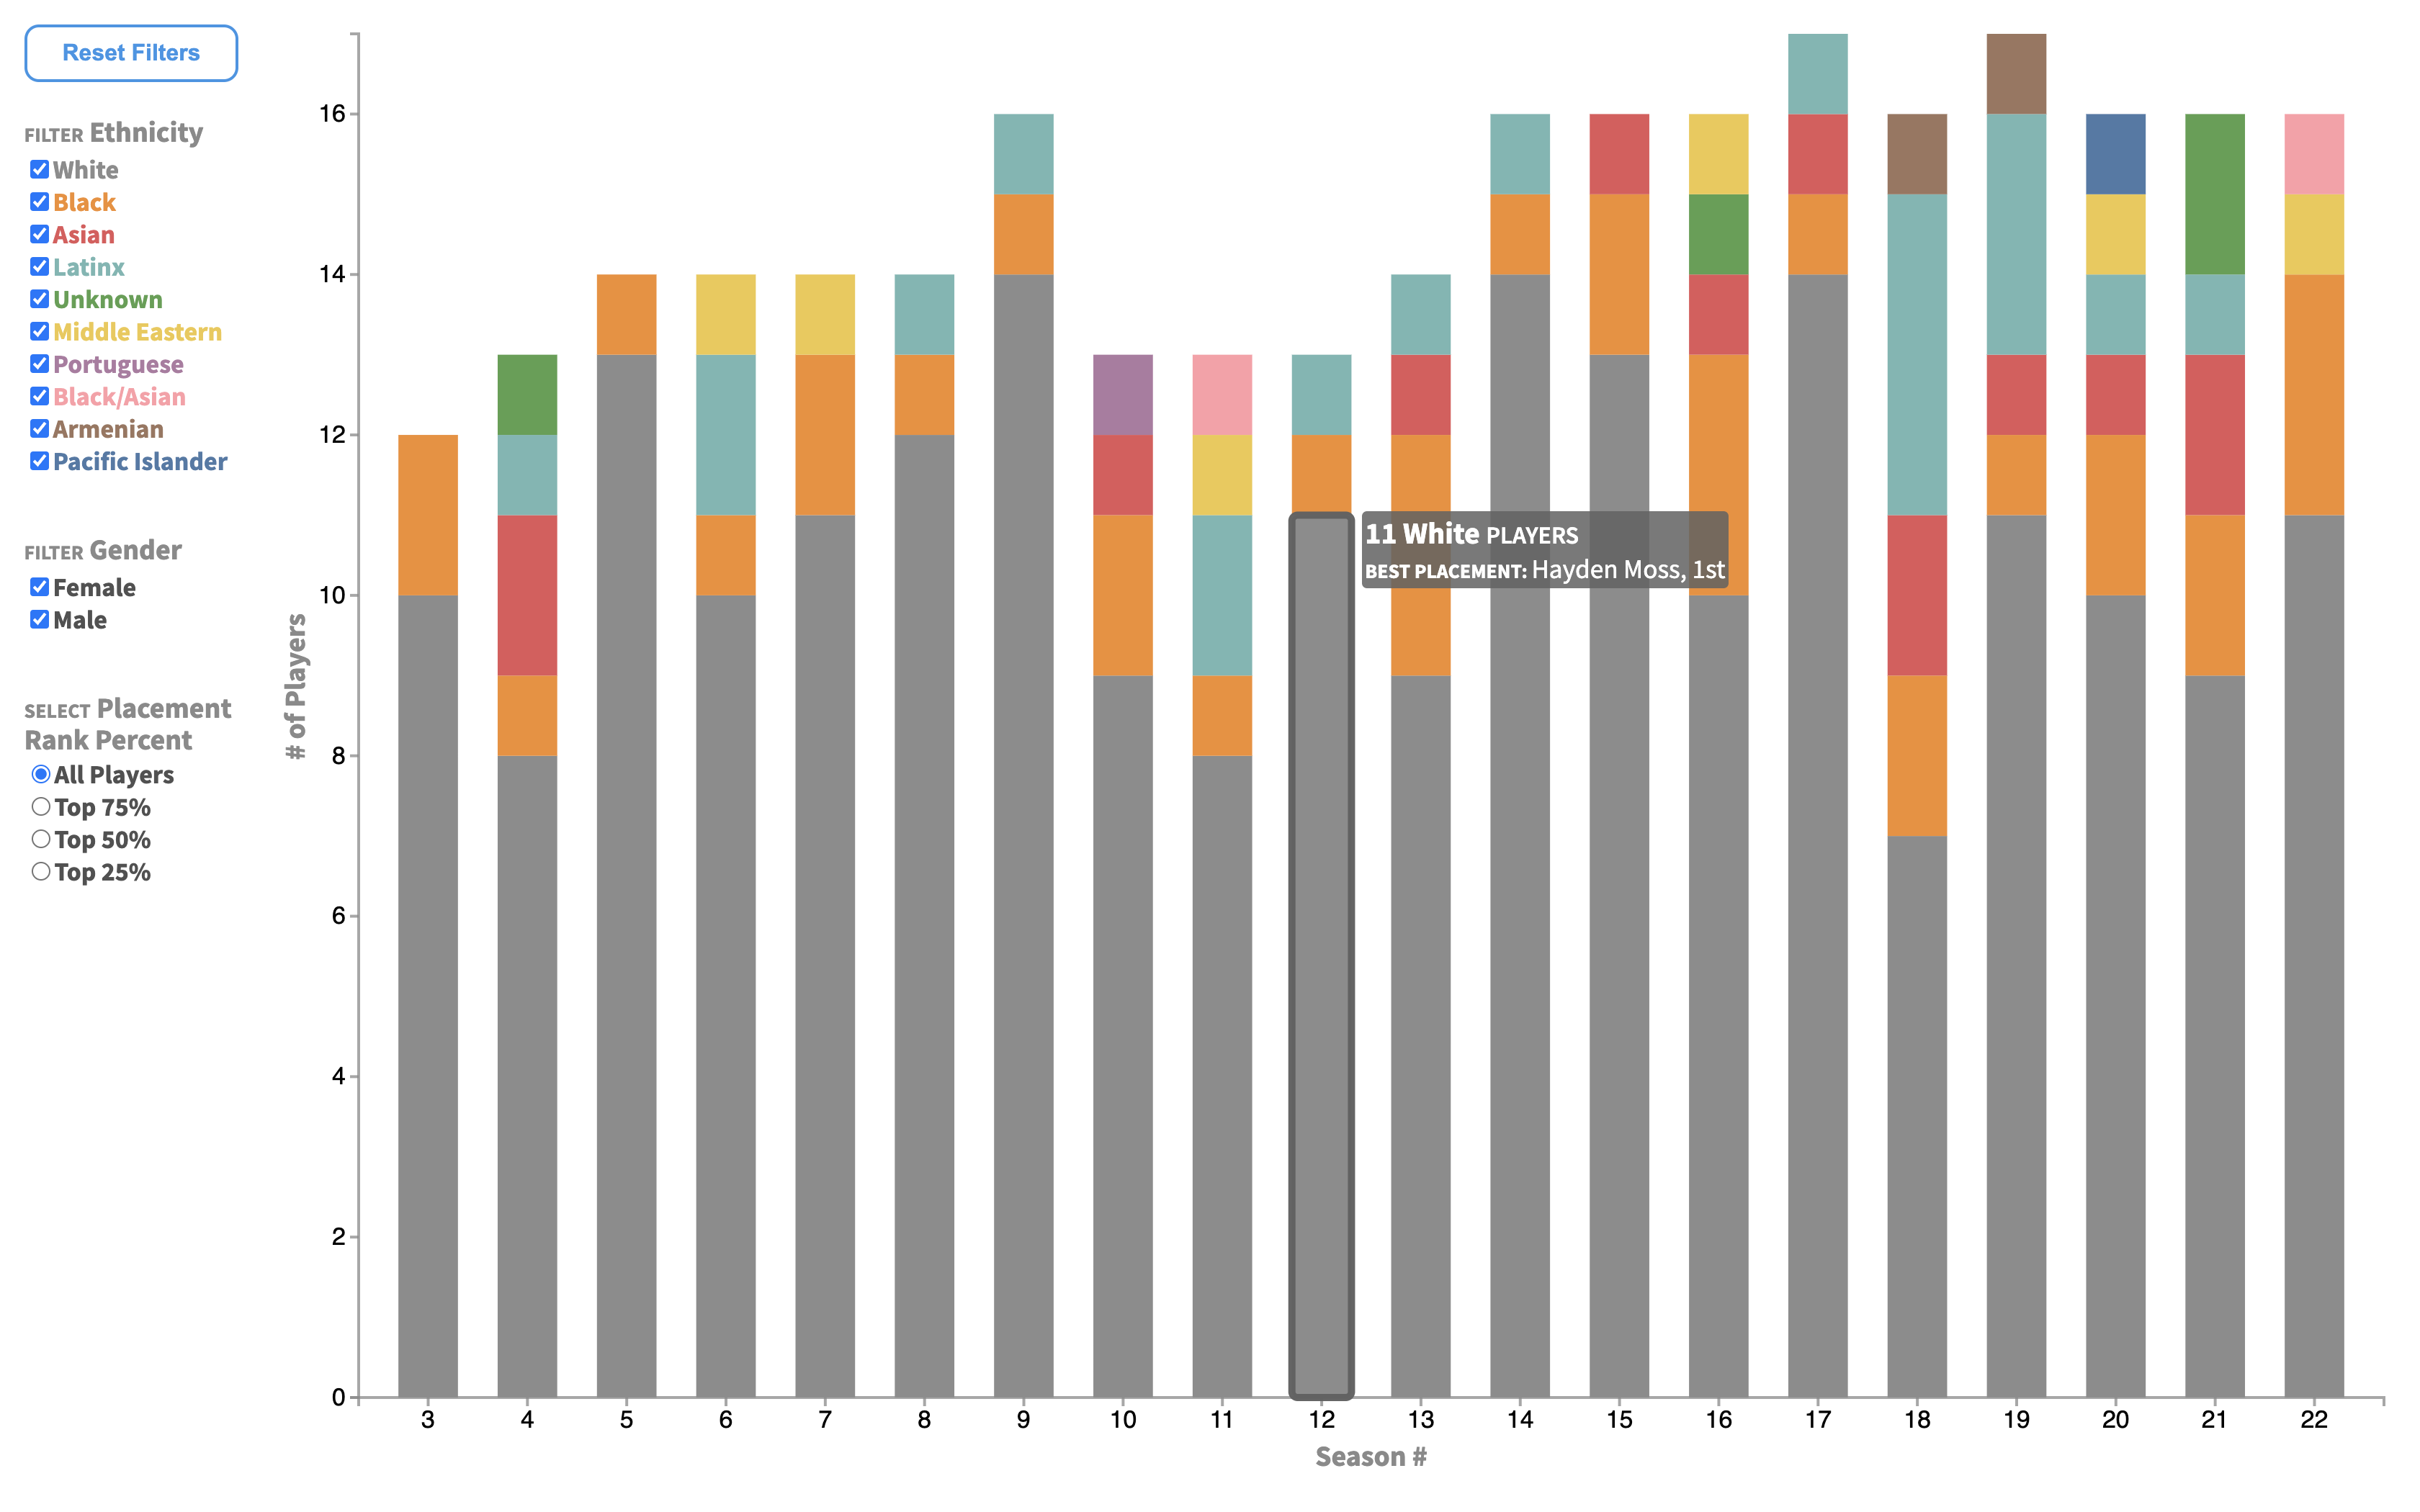 Reset Filters
FILTER Ethnicity
White
Black
Asian
Latinx
Unknown
Middle Eastern
Portuguese
Black/Asian
Armenian
Pacific Islander
FILTER Gender
Female
Male
SELECT Placement
Rank Percent
All Players
Top 75%
Top 50%
Top 25%
# of Players
16
14
12
10
8
6
4
2
0
11 White PLAYERS
BEST PLACEMENT: Hayden Moss, 1st
3 4 5 6 7 8 9 10 11 12 13 14 15 16 17 18 19 20 21 22
Season #